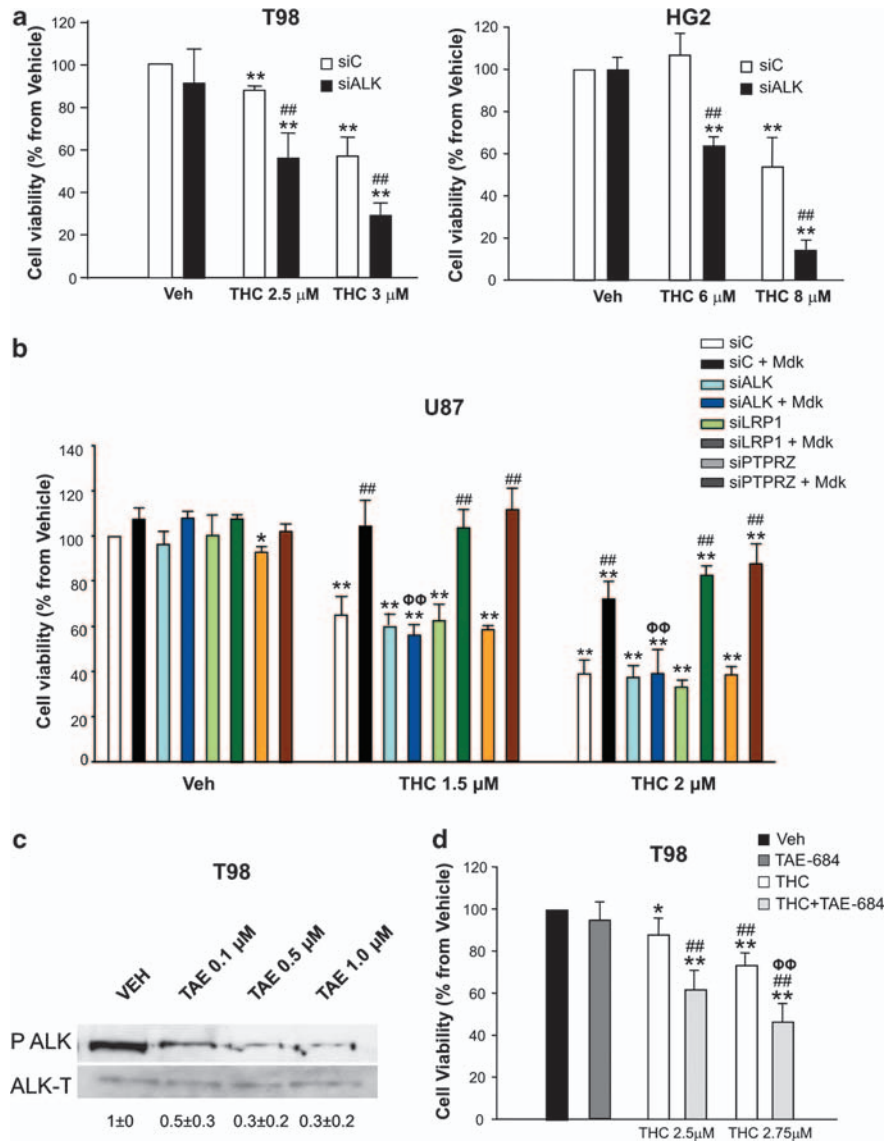 a
T98
Cell viability (% from Vehicle)
120
100
80
60
40
20
0
siC
siALK
**
##
**
**
##
**
Veh
THC 2.5 μM
THC 3 μM
HG2
Cell viability (% from Vehicle)
120
100
80
60
40
20
0
siC
siALK
##
**
**
##
**
Veh
THC 6 μM
THC 8 μM
b
U87
siC
siC + Mdk
siALK
siALK + Mdk
siLRP1
siLRP1 + Mdk
siPTPRZ
siPTPRZ + Mdk
Cell viability (% from Vehicle)
140
120
100
80
60
40
20
0
*
**
##
**
ΦΦ
**
**
##
**
##
**
##
**
**
ΦΦ
**
**
##
**
**
##
**
Veh
THC 1.5 μM
THC 2 μM
c
T98
VEH
TAE 0.1 μM
TAE 0.5 μM
TAE 1.0 μM
P ALK
ALK-T
1±0 0.5±0.3 0.3±0.2 0.3±0.2
d
T98
Veh
TAE-684
THC
THC+TAE-684
Cell Viability (% from Vehicle)
120
100
80
60
40
20
0
*
##
**
##
**
ΦΦ
##
**
THC 2.5μM
THC 2.75μM